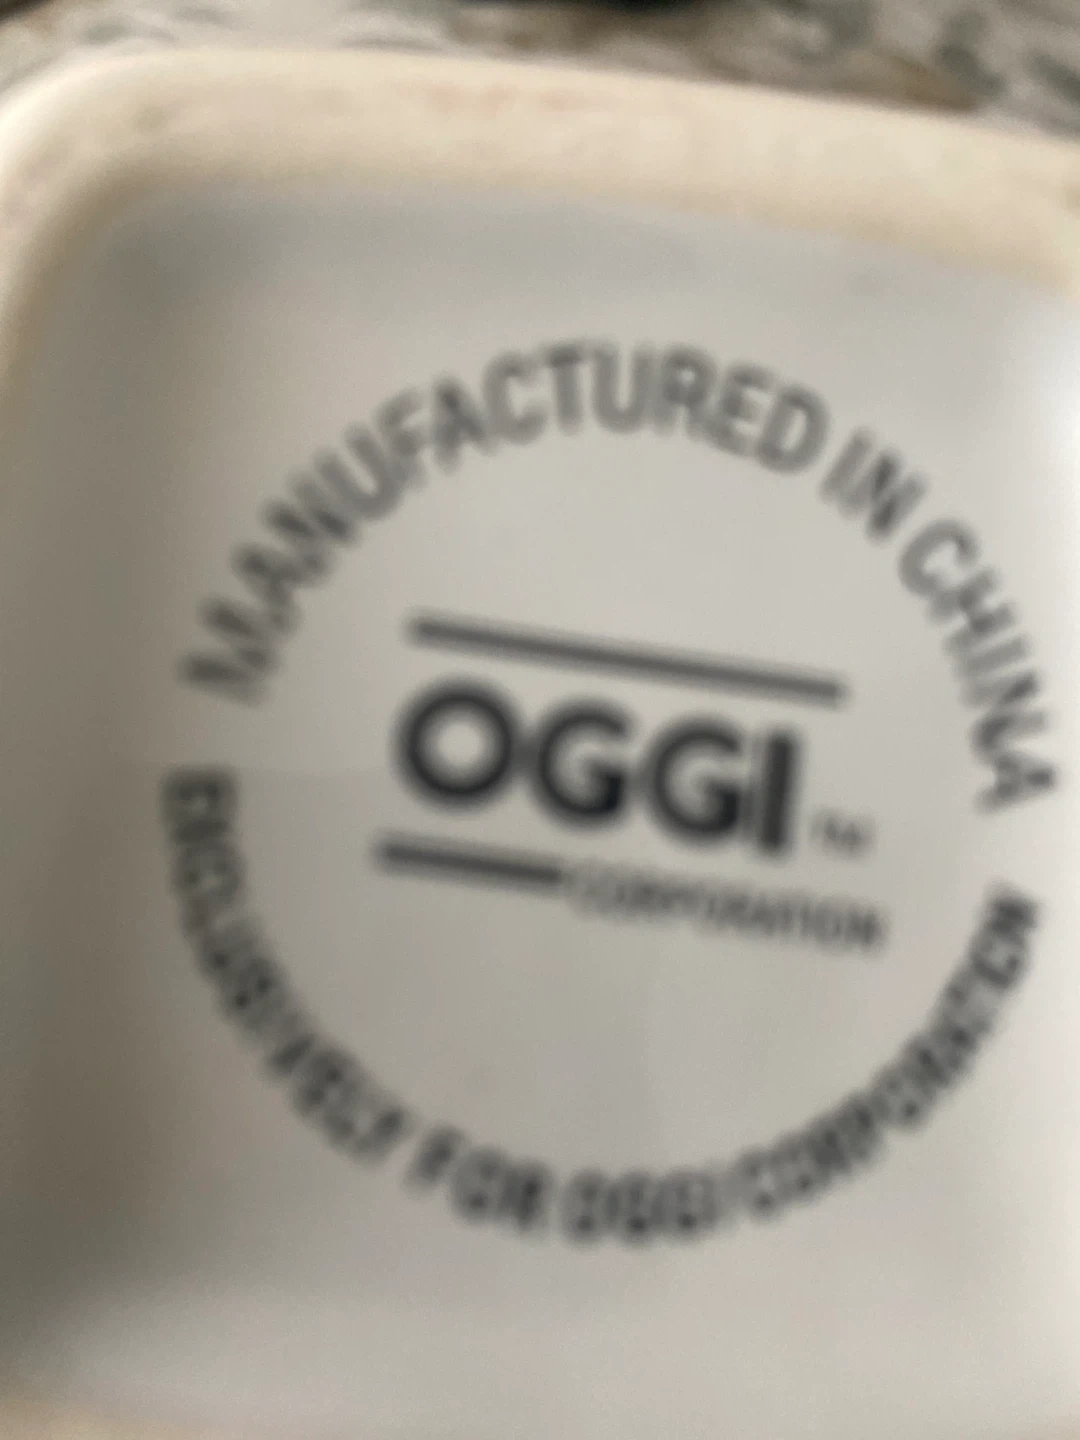 MANUFACTURED IN CHINA
OGGI ™
CORPORATION
EXCLUSIVELY FOR OGGI CORPORATION